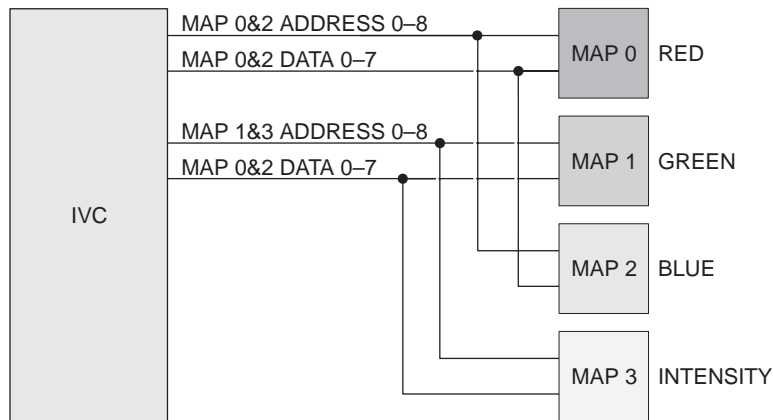 MAP 0&2 ADDRESS 0–8
MAP 0 RED
MAP 0&2 DATA 0–7
MAP 1&3 ADDRESS 0–8
MAP 1 GREEN
MAP 0&2 DATA 0–7
IVC
MAP 2 BLUE
MAP 3 INTENSITY